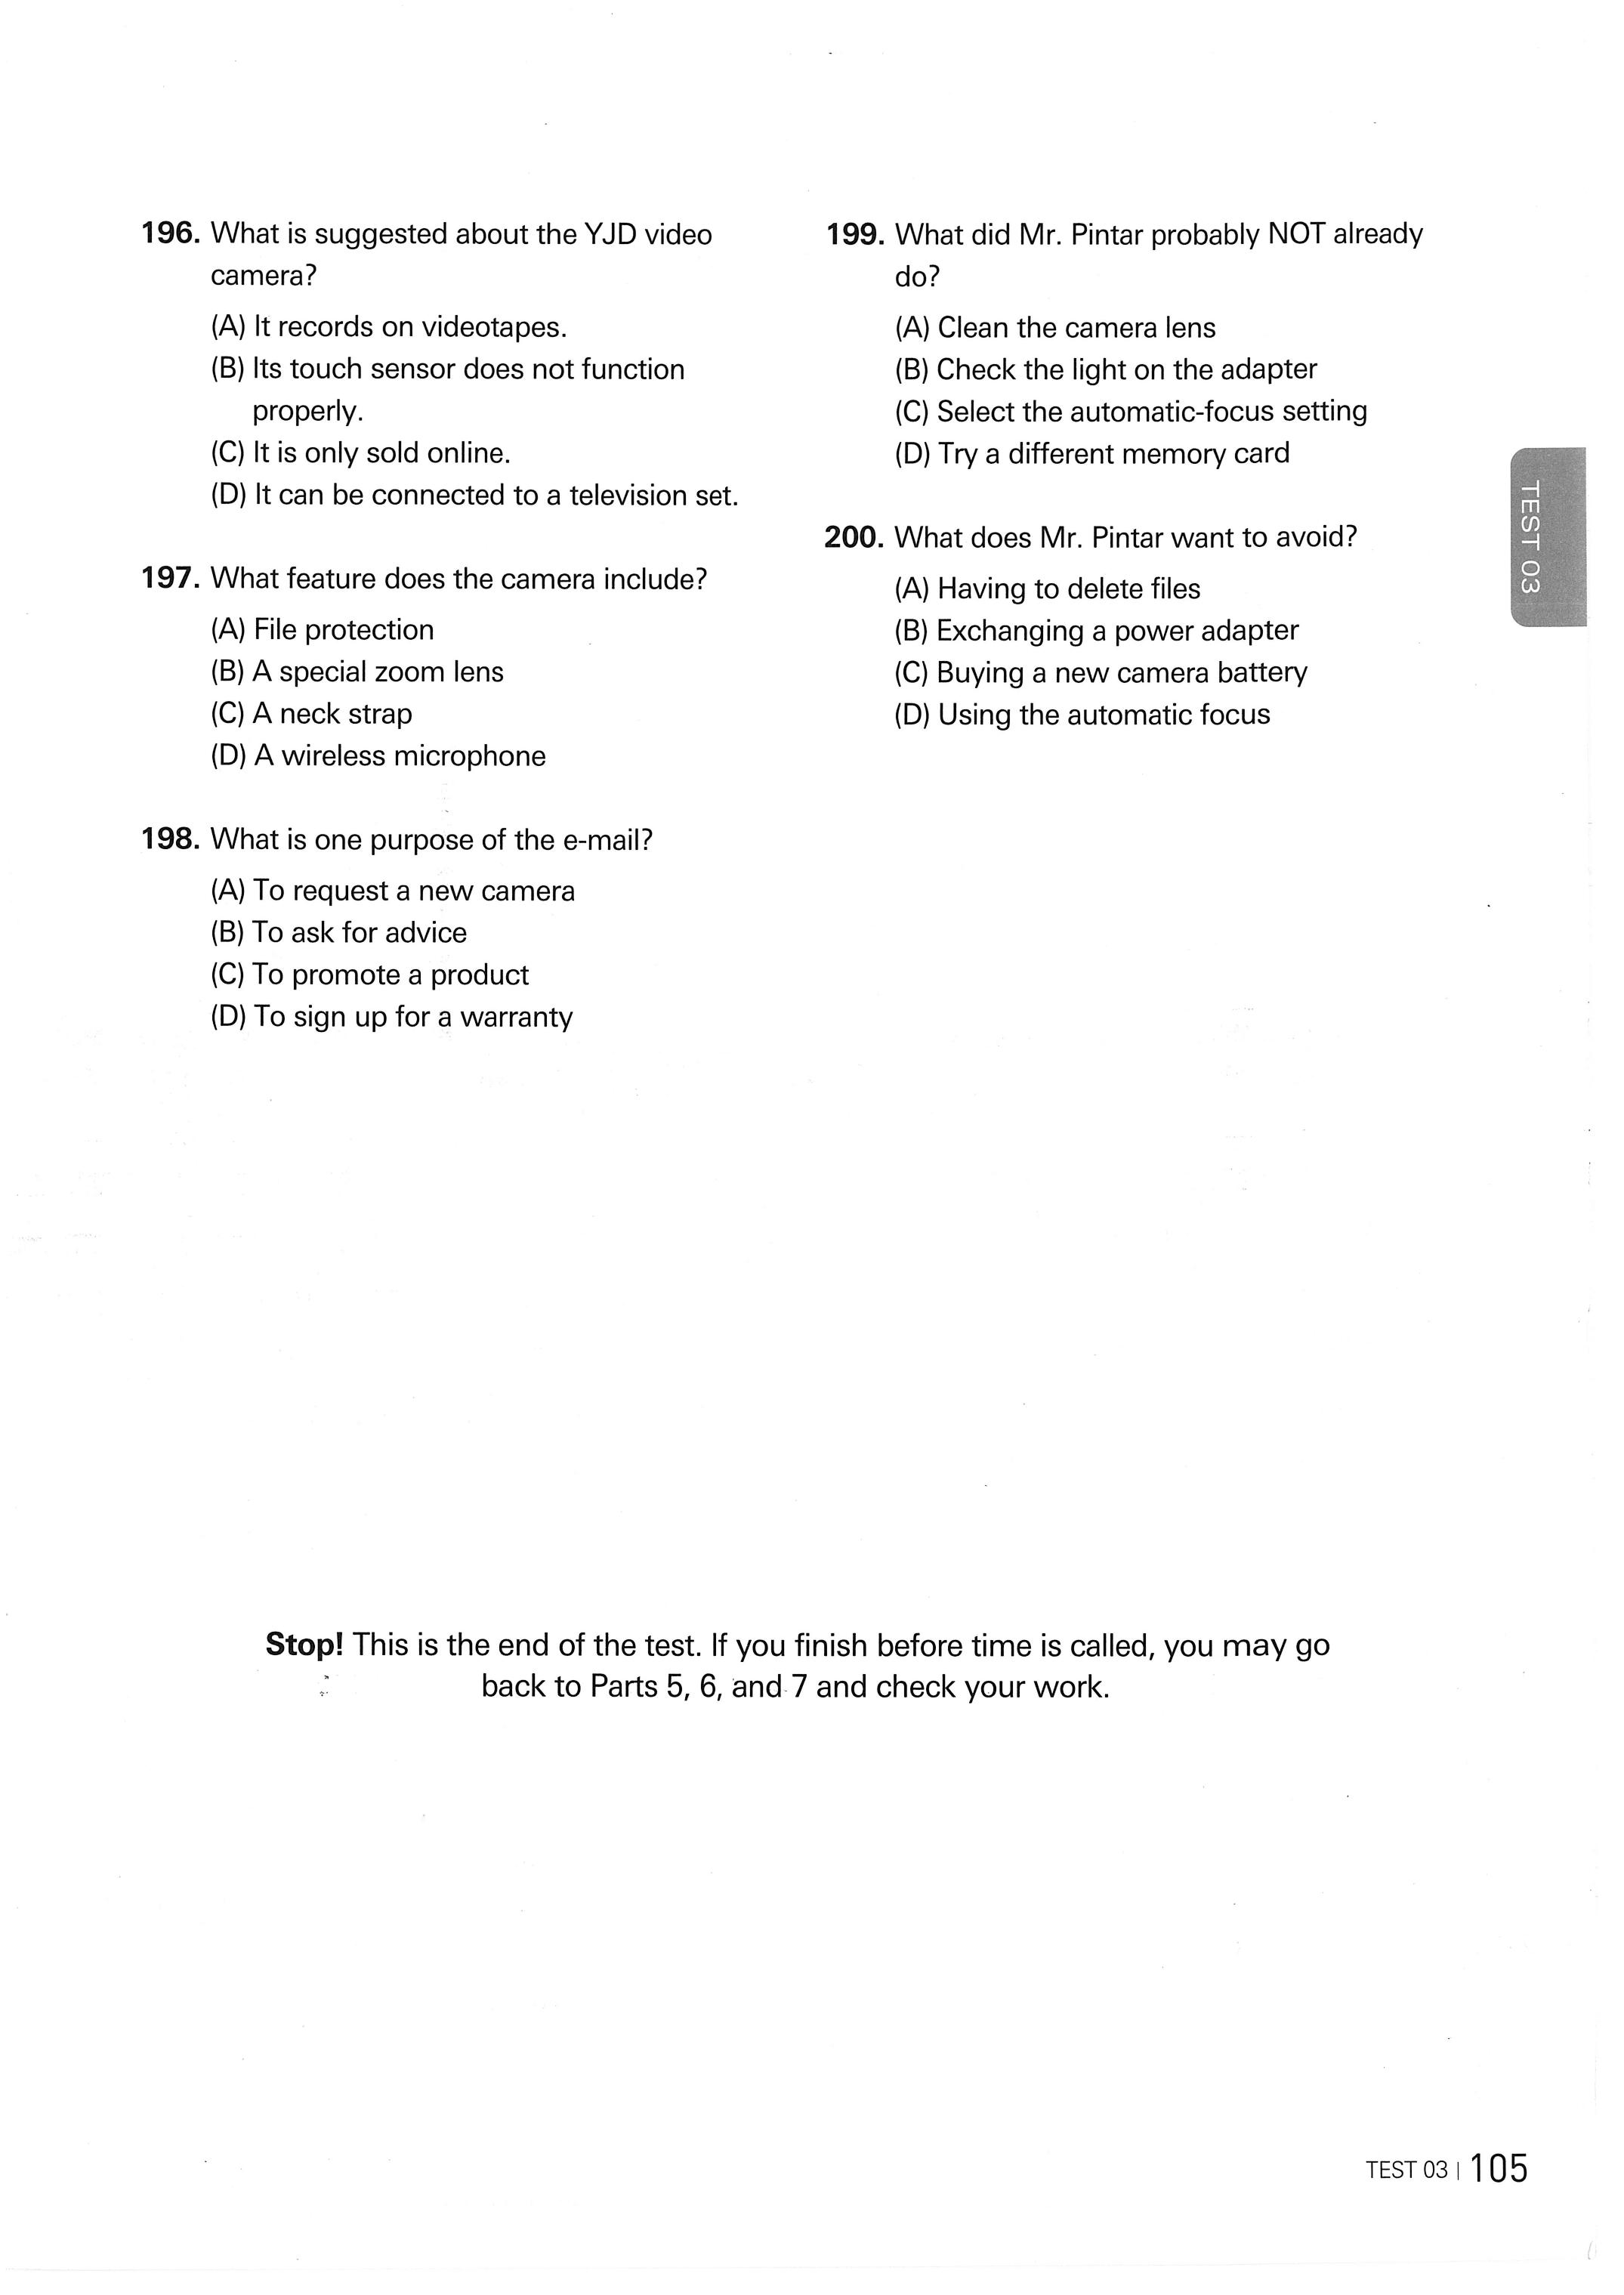 196. What is suggested about the YJD video
camera?
(A) It records on videotapes.
(B) Its touch sensor does not function
properly.
(C) It is only sold online.
(D) It can be connected to a television set.
197. What feature does the camera include?
(A) File protection
(B) A special zoom lens
(C) A neck strap
(D) A wireless microphone
198. What is one purpose of the e-mail?
(A) To request a new camera
(B) To ask for advice
(C) To promote a product
(D) To sign up for a warranty
199. What did Mr. Pintar probably NOT already
do?
(A) Clean the camera lens
(B) Check the light on the adapter
(C) Select the automatic-focus setting
(D) Try a different memory card
200. What does Mr. Pintar want to avoid?
(A) Having to delete files
(B) Exchanging a power adapter
(C) Buying a new camera battery
(D) Using the automatic focus
TEST 03
Stop! This is the end of the test. If you finish before time is called, you may go
back to Parts 5, 6, and 7 and check your work.
TEST 03 | 105